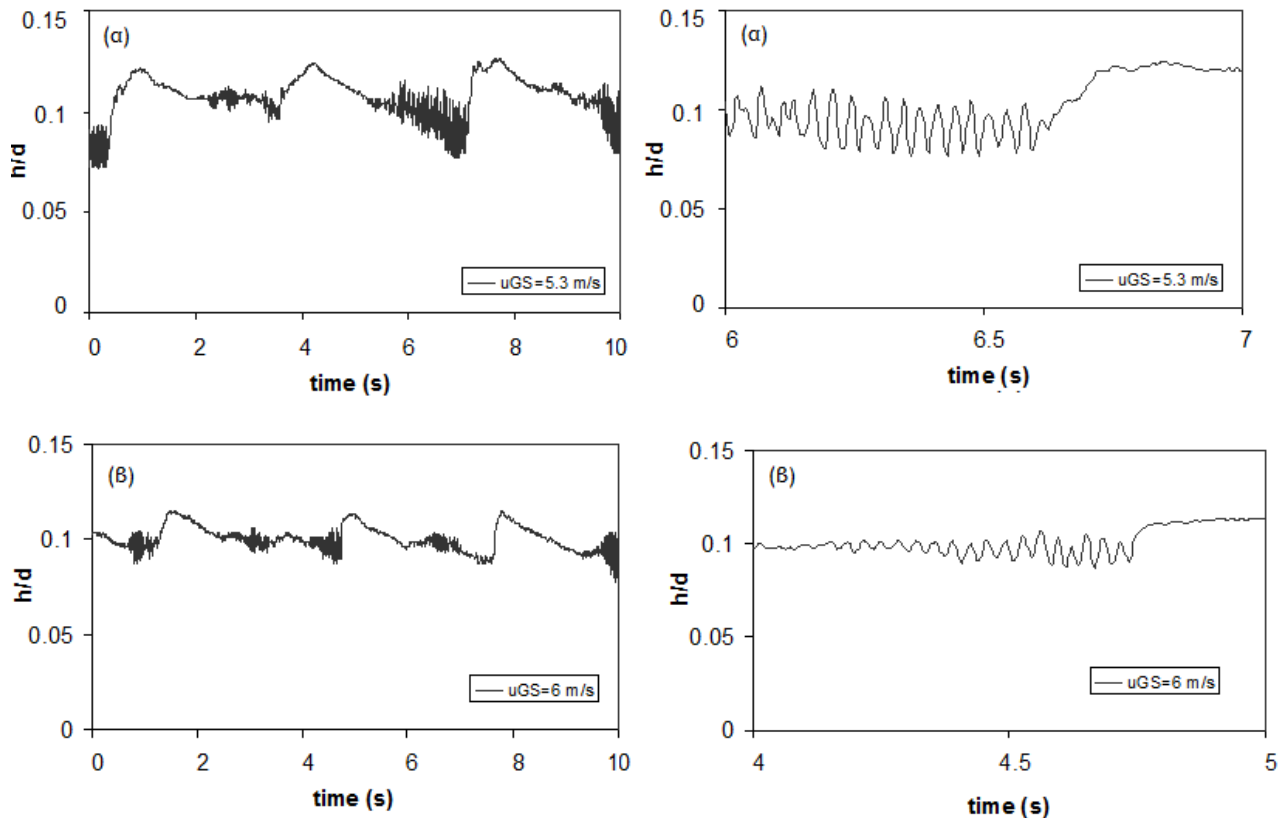 (α)
0.15
0.1
0.05
0
h/d
uGS=5.3 m/s
0 2 4 6 8 10
time (s)
(α)
0.15
0.1
0.05
0
h/d
uGS=5.3 m/s
6 6.5 7
time (s)
(β)
0.15
0.1
0.05
0
h/d
uGS=6 m/s
0 2 4 6 8 10
time (s)
(β)
0.15
0.1
0.05
0
h/d
uGS=6 m/s
4 4.5 5
time (s)